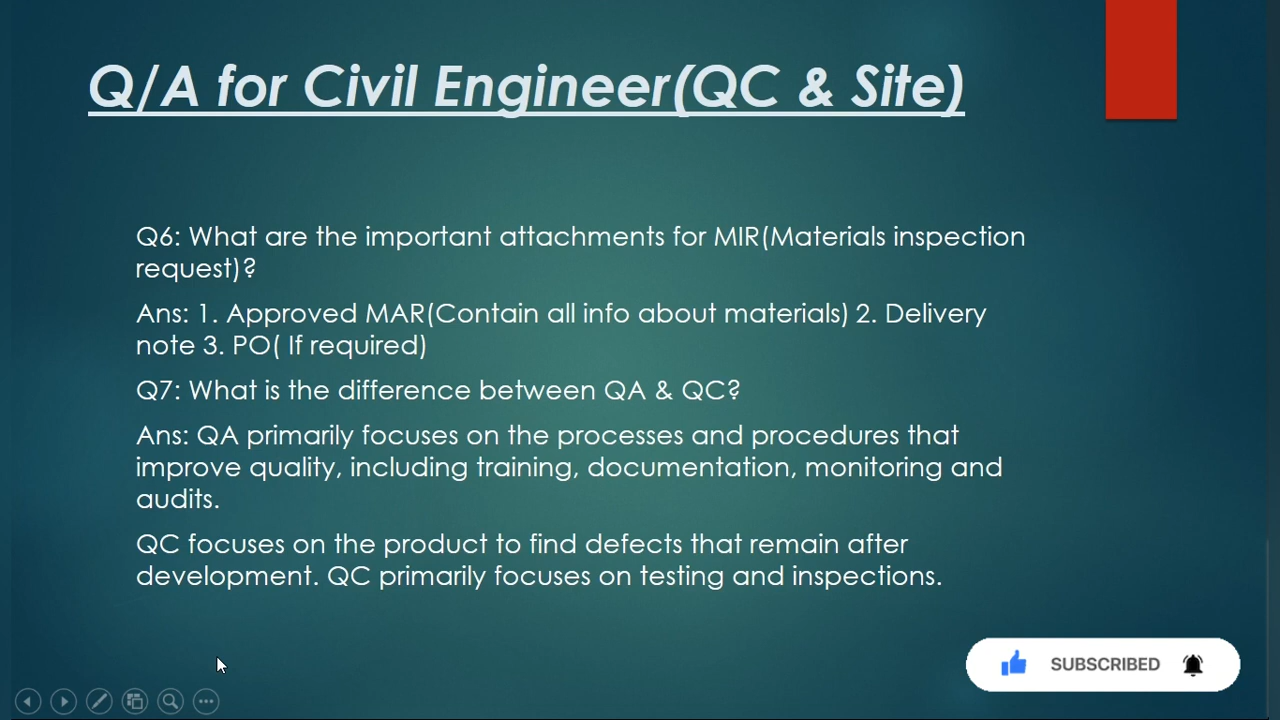 Q/A for Civil Engineer(QC & Site)
Q6: What are the important attachments for MIR(Materials inspection
request)?
Ans: 1. Approved MAR(Contain all info about materials) 2. Delivery
note 3. PO( If required)
Q7: What is the difference between QA & QC?
Ans: QA primarily focuses on the processes and procedures that
improve quality, including training, documentation, monitoring and
audits.
QC focuses on the product to find defects that remain after
development. QC primarily focuses on testing and inspections.
SUBSCRIBED